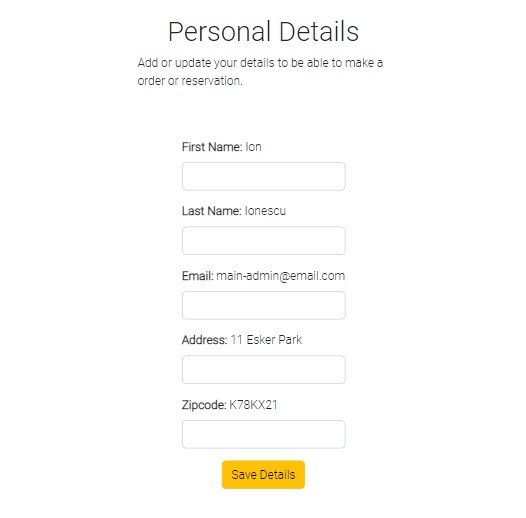 Personal Details
Add or update your details to be able to make a
order or reservation.
First Name: Ion
Last Name: Ionescu
Email: main-admin@email.com
Address: 11 Esker Park
Zipcode: K78KX21
Save Details